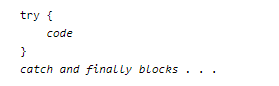 try {
    code
}
catch and finally blocks . . .